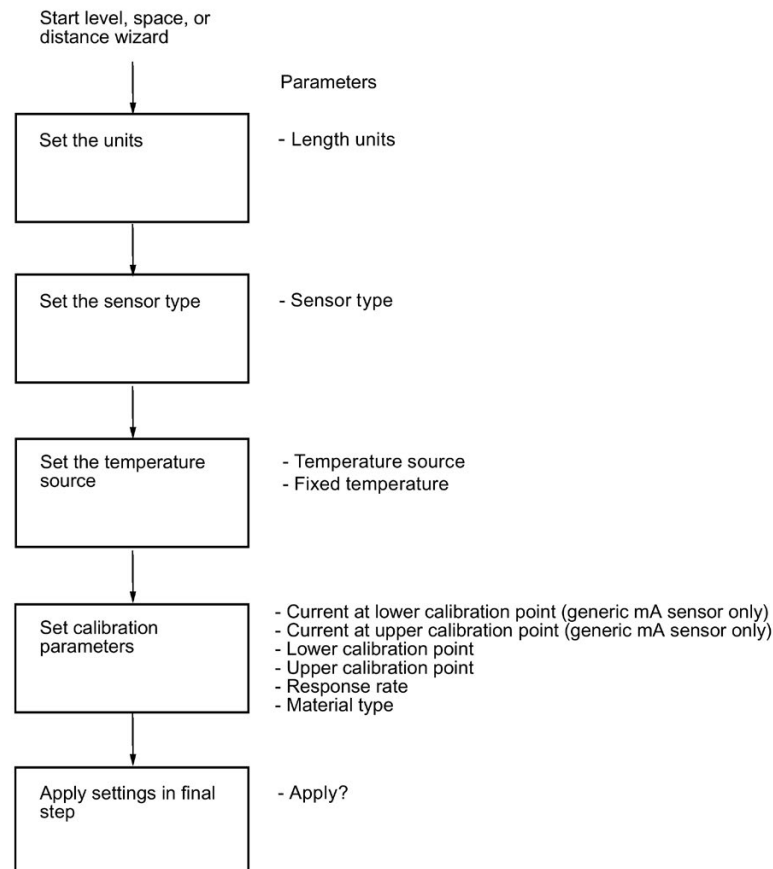 Start level, space, or
distance wizard
Parameters
Set the units
- Length units
Set the sensor type
- Sensor type
Set the temperature
source
- Temperature source
- Fixed temperature
Set calibration
parameters
- Current at lower calibration point (generic mA sensor only)
- Current at upper calibration point (generic mA sensor only)
- Lower calibration point
- Upper calibration point
- Response rate
- Material type
Apply settings in final
step
- Apply?